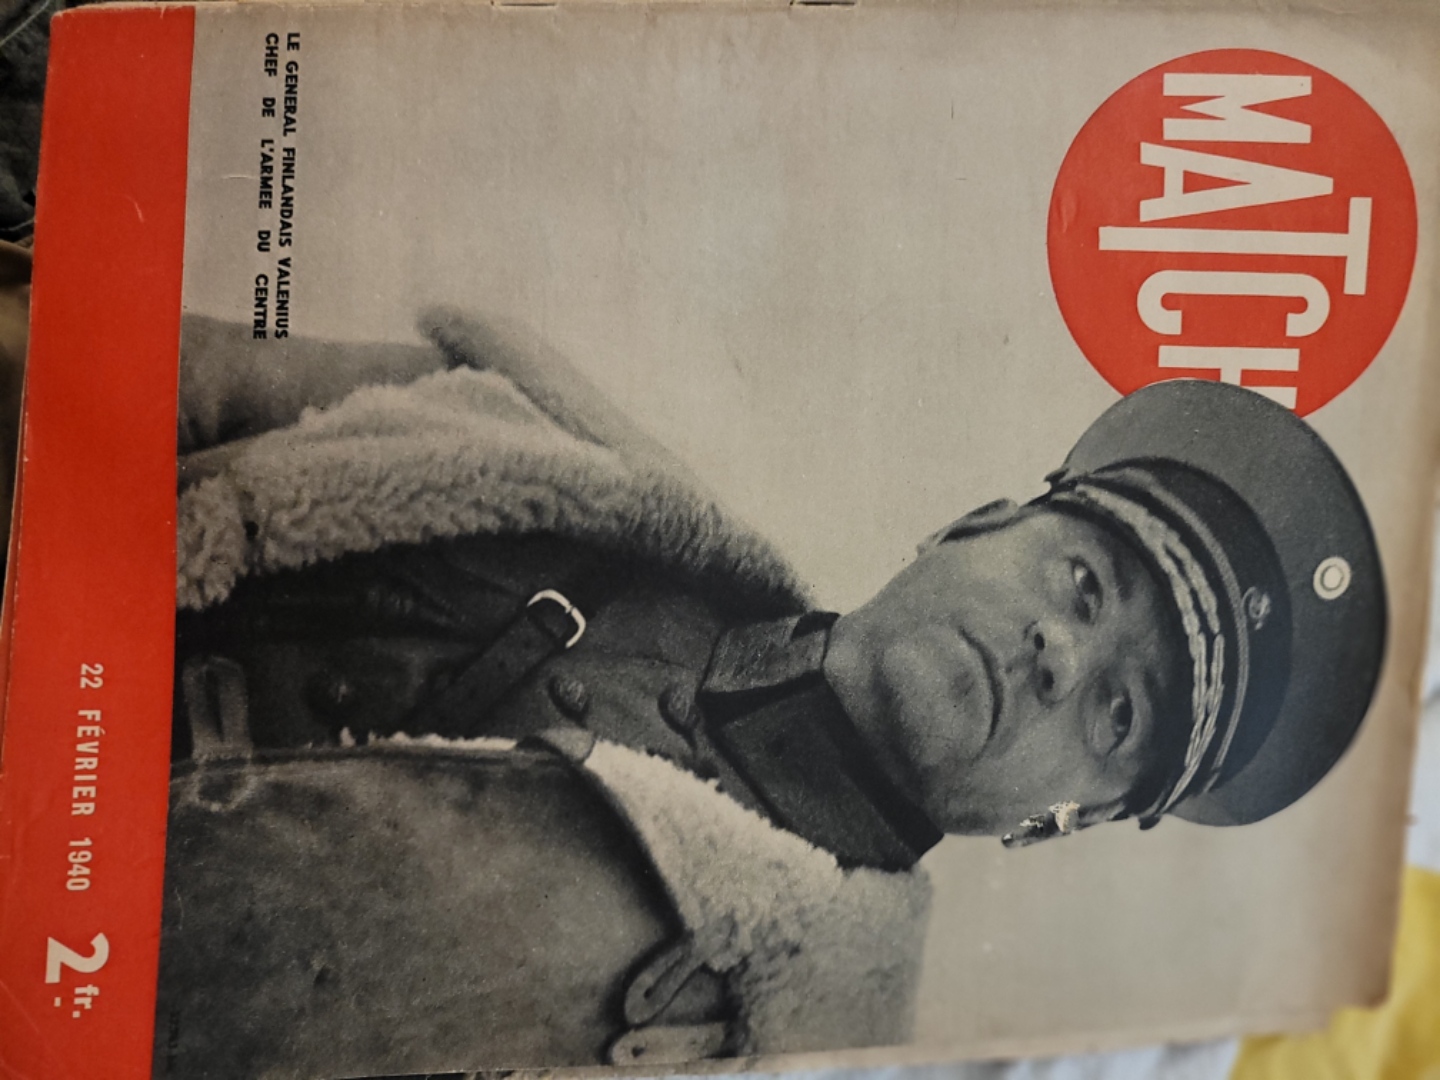 MATCH
LE GENERAL FINLANDAIS VALENIUS
CHEF DE L'ARMEE DU CENTRE
22 FÉVRIER 1940 2 fr.